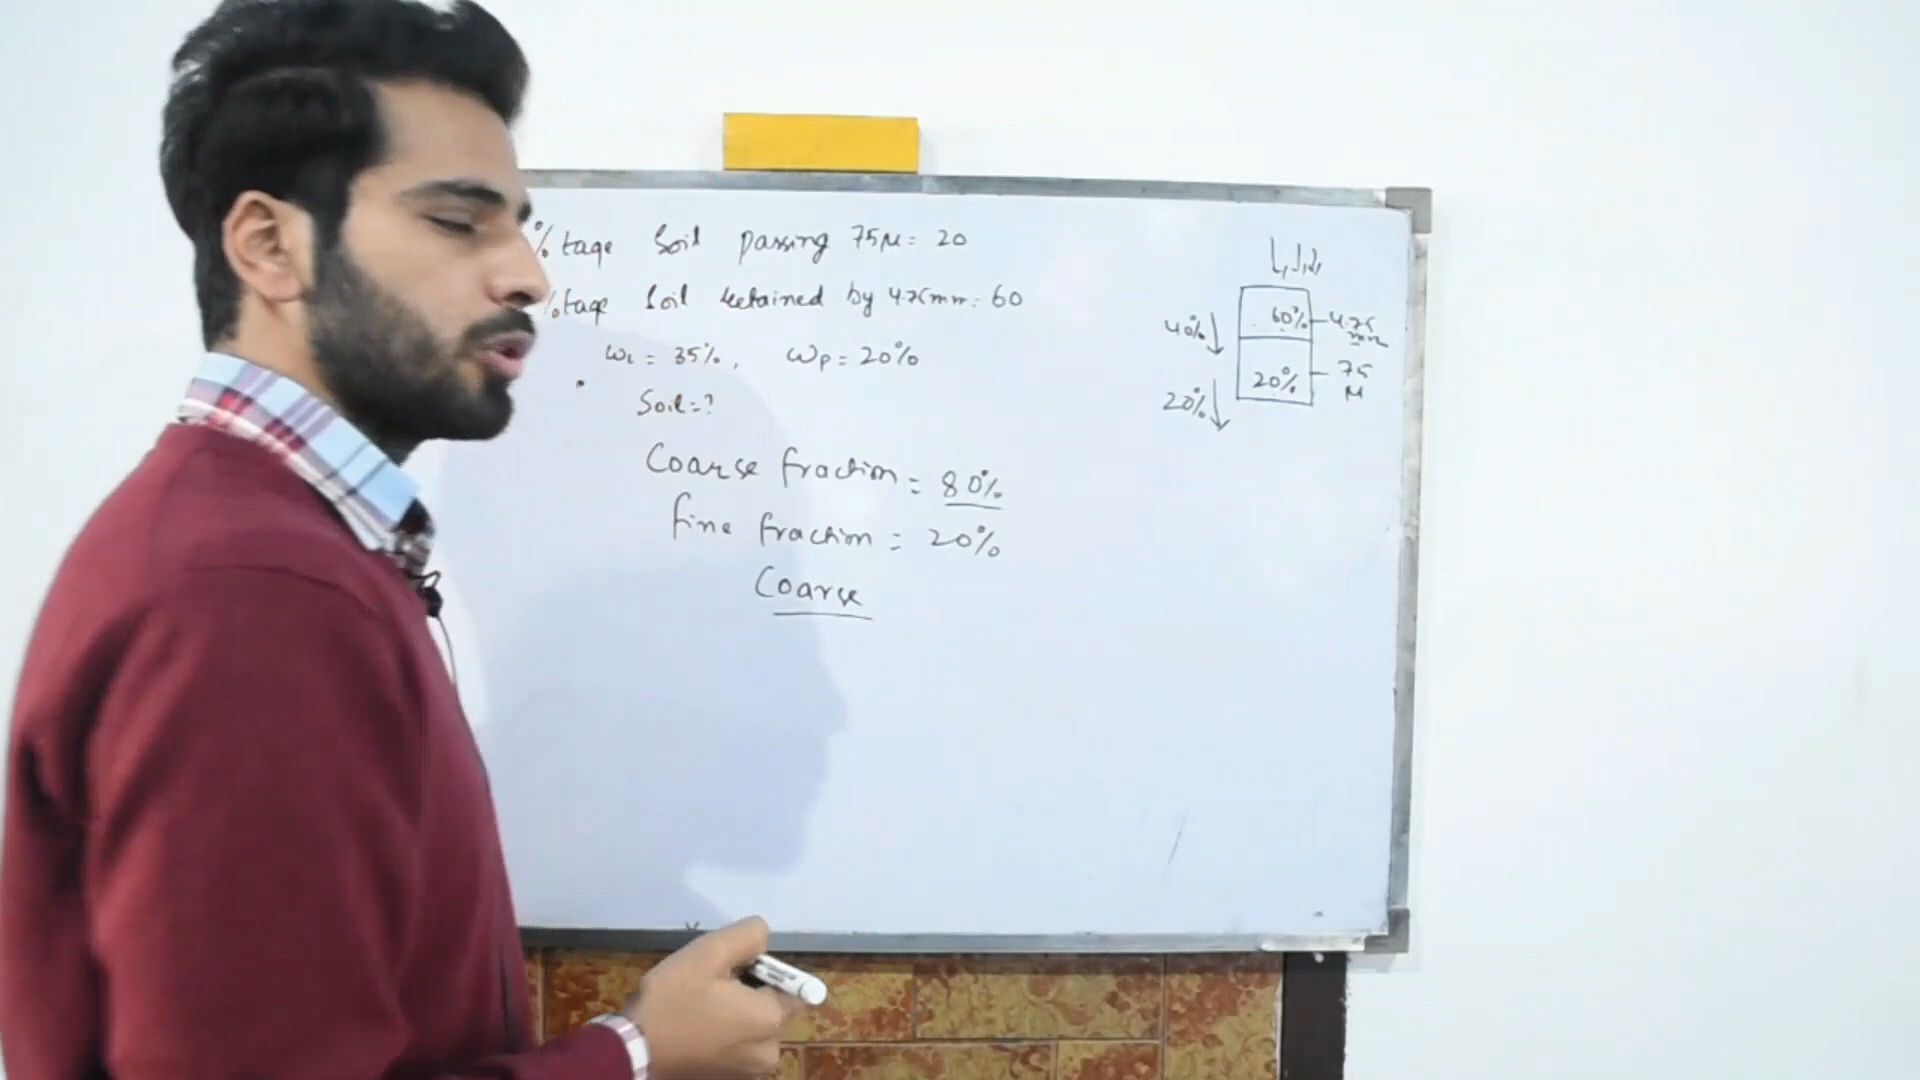 %tage Soil passing 75μ = 20
%tage Soil retained by 4.75mm = 60
WL = 35%, Wp = 20%
Soil = ?
Coarse fraction = 80%
fine fraction = 20%
Coarse
40%
60%
4.75 mm
20%
20%
75 μ